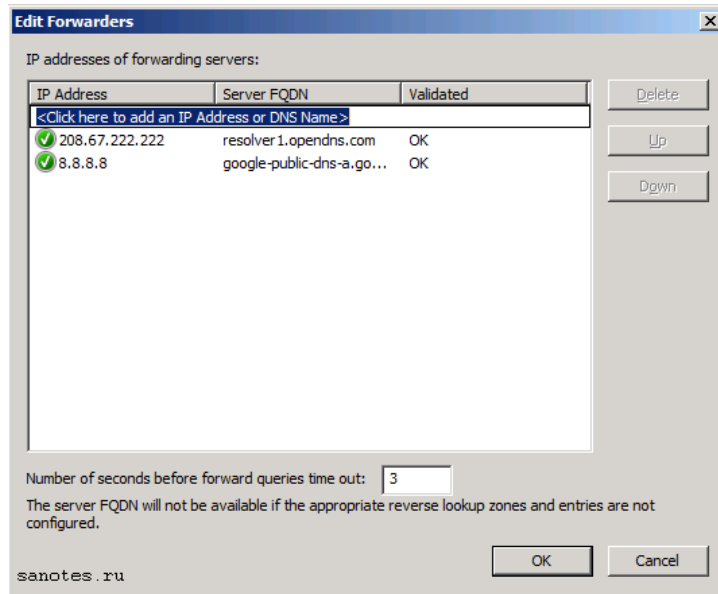 Edit Forwarders
IP addresses of forwarding servers:
IP Address Server FQDN Validated
<Click here to add an IP Address or DNS Name>
208.67.222.222 resolver1.opendns.com OK
8.8.8.8 google-public-dns-a.go... OK
Delete
Up
Down
Number of seconds before forward queries time out: 3
The server FQDN will not be available if the appropriate reverse lookup zones and entries are not
configured.
OK Cancel
sanotes.ru